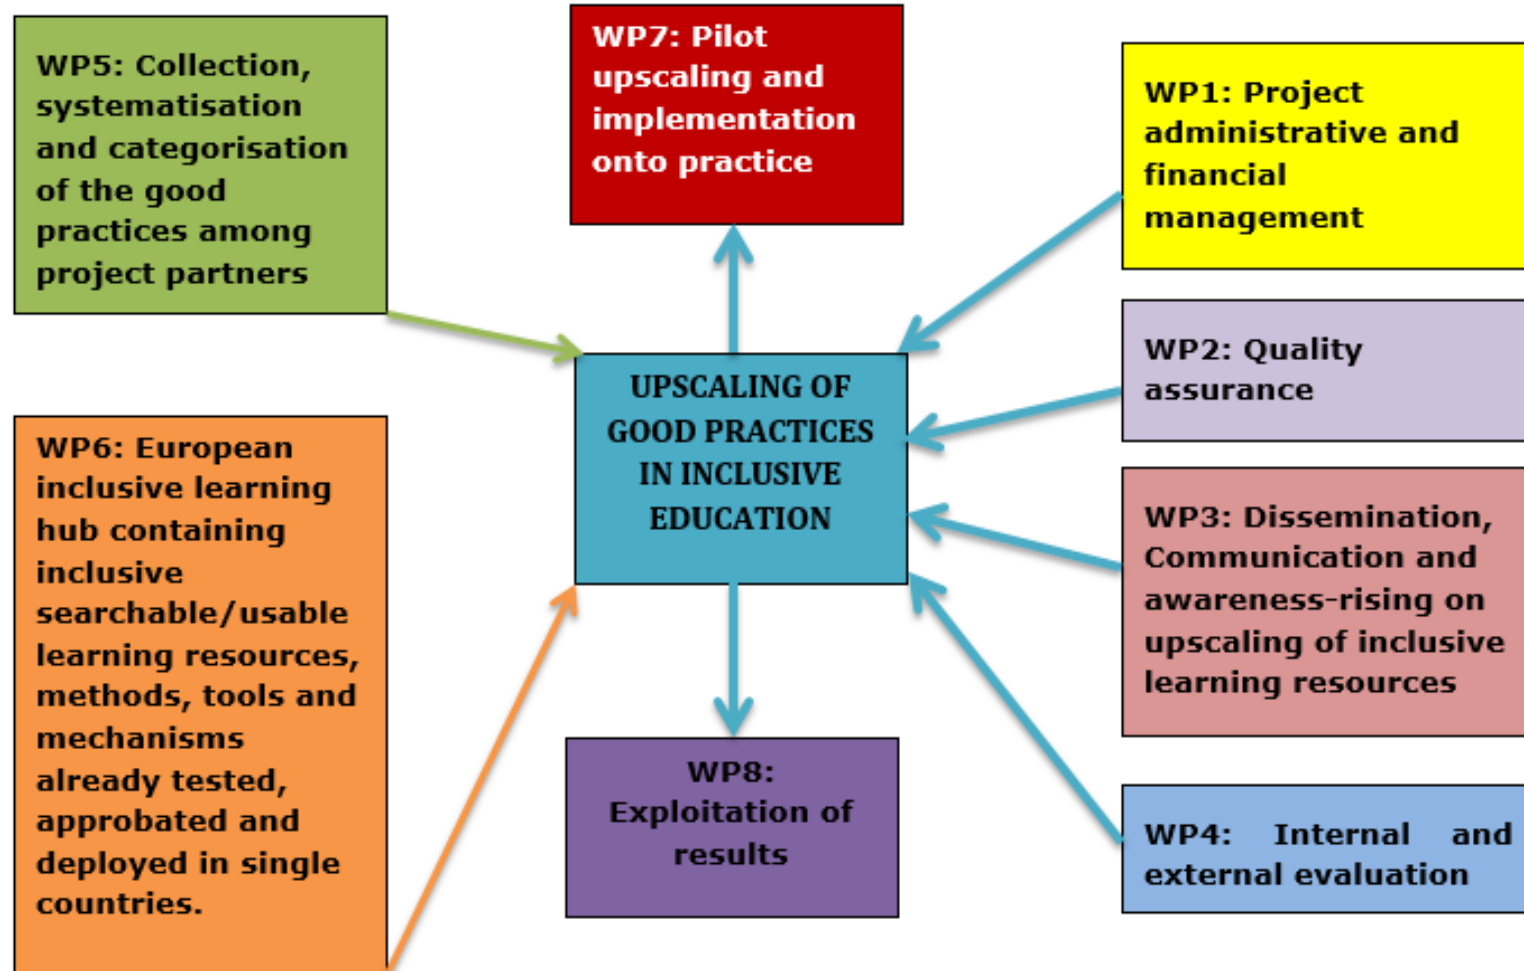 WP5: Collection,
systematisation
and categorisation
of the good
practices among
project partners
WP7: Pilot
upscaling and
implementation
onto practice
WP1: Project
administrative and
financial
management
WP2: Quality
assurance
UPSCALING OF
GOOD PRACTICES
IN INCLUSIVE
EDUCATION
WP6: European
inclusive learning
hub containing
inclusive
searchable/usable
learning resources,
methods, tools and
mechanisms
already tested,
approbated and
deployed in single
countries.
WP3: Dissemination,
Communication and
awareness-rising on
upscaling of inclusive
learning resources
WP8:
Exploitation of
results
WP4: Internal and
external evaluation